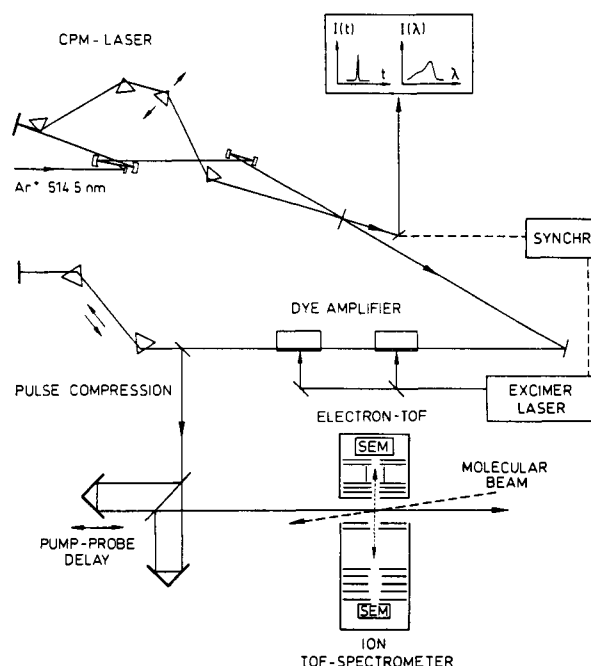 CPM-LASER
I(t)
I(λ)
t
λ
Ar⁺ 514.5 nm
SYNCHR
DYE AMPLIFIER
PULSE COMPRESSION
EXCIMER
LASER
ELECTRON-TOF
SEM
MOLECULAR
BEAM
PUMP-PROBE
DELAY
SEM
ION
TOF-SPECTROMETER